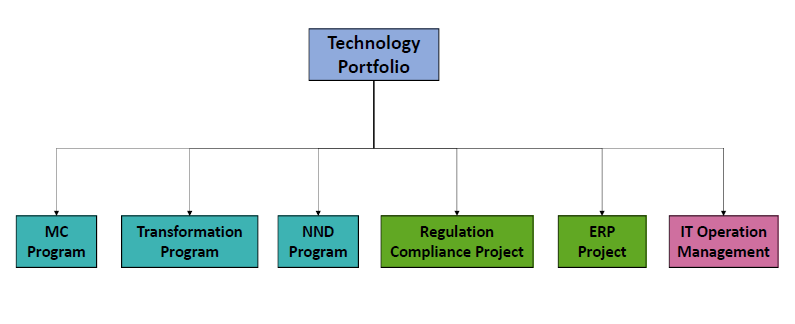 Technology
Portfolio
MC
Program
Transformation
Program
NND
Program
Regulation
Compliance Project
ERP
Project
IT Operation
Management